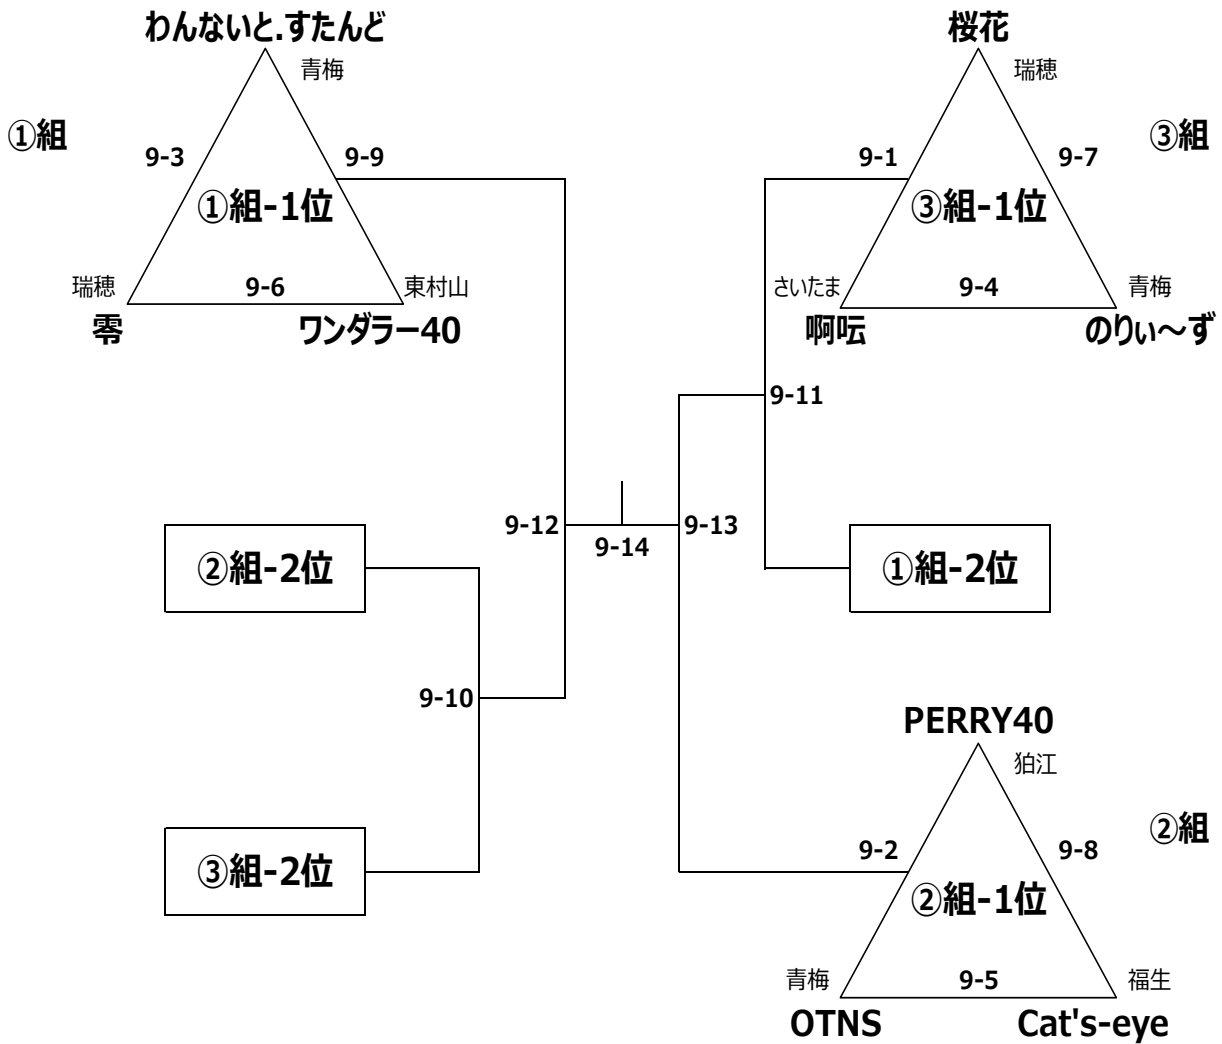 わんないと.すたんど
青梅
①組
9-3
9-9
①組-1位
瑞穂
9-6
東村山
零
ワンダラー40
桜花
瑞穂
③組
9-1
9-7
③組-1位
さいたま
9-4
青梅
啊呍
のりぃ～ず
9-11
9-12
9-14
9-13
②組-2位
①組-2位
9-10
③組-2位
PERRY40
狛江
②組
9-2
9-8
②組-1位
青梅
9-5
福生
OTNS
Cat's-eye